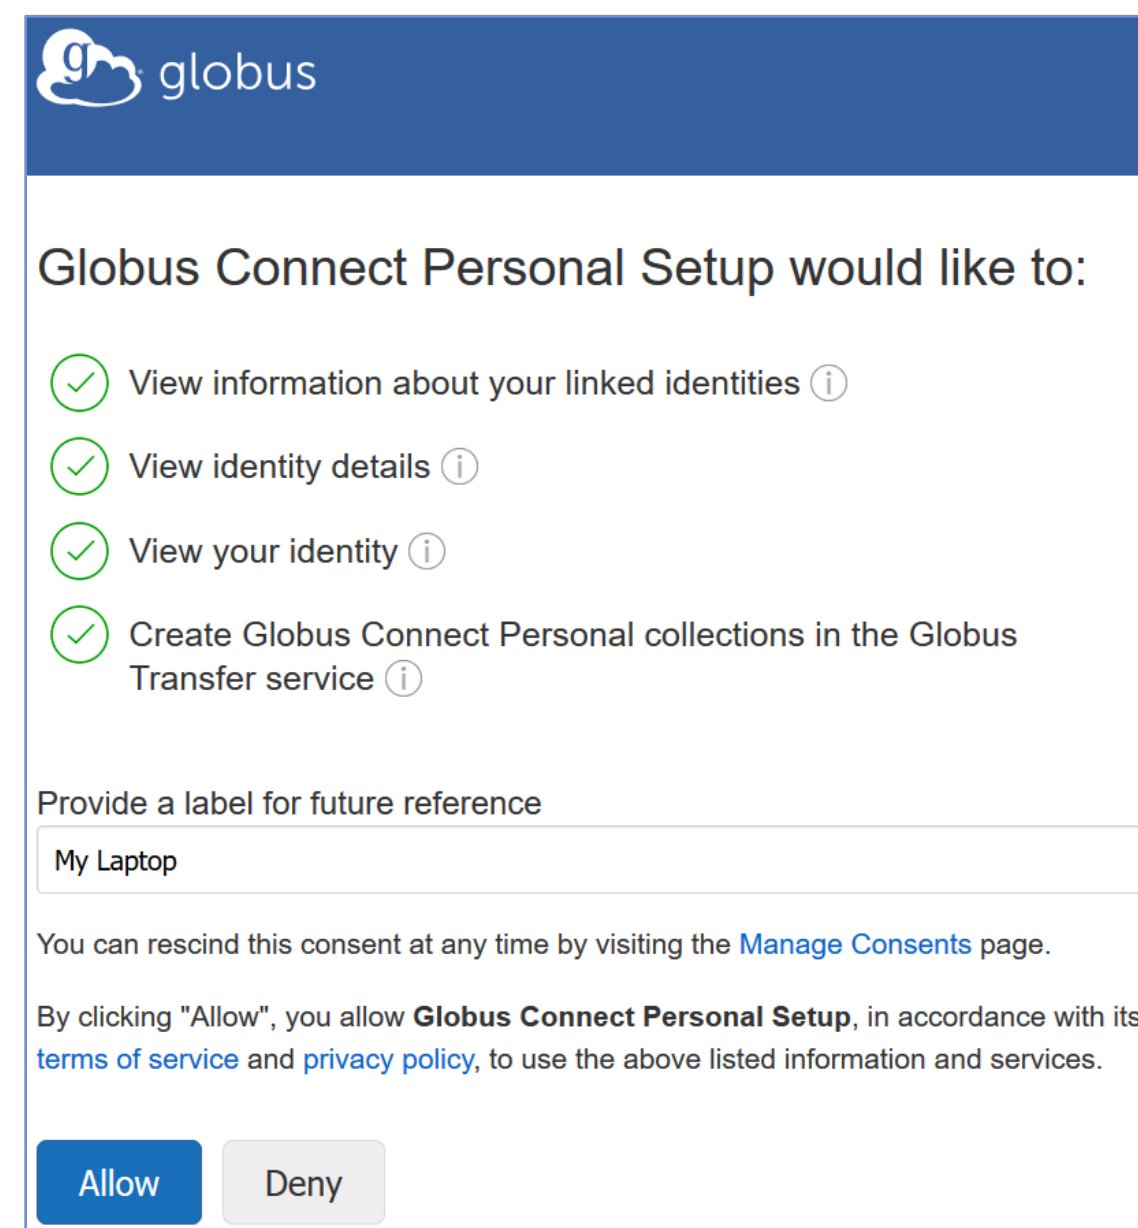 globus
Globus Connect Personal Setup would like to:
View information about your linked identities
View identity details
View your identity
Create Globus Connect Personal collections in the Globus
Transfer service
Provide a label for future reference
My Laptop
You can rescind this consent at any time by visiting the Manage Consents page.
By clicking "Allow", you allow Globus Connect Personal Setup, in accordance with its
terms of service and privacy policy, to use the above listed information and services.
Allow Deny